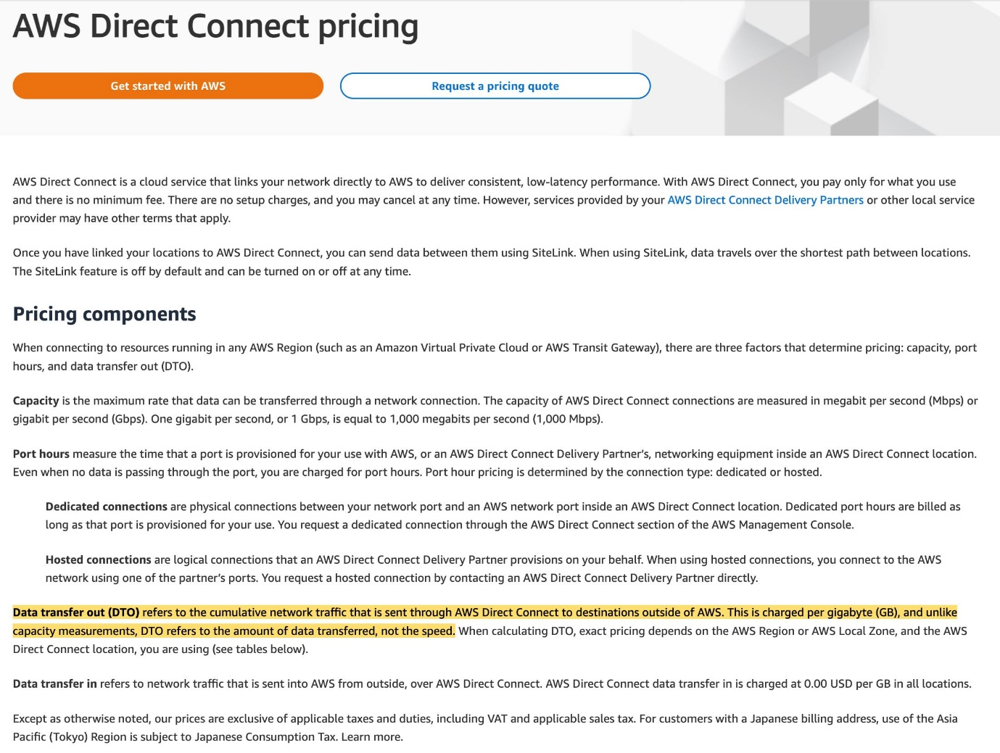 AWS Direct Connect pricing
Get started with AWS
Request a pricing quote
AWS Direct Connect is a cloud service that links your network directly to AWS to deliver consistent, low-latency performance. With AWS Direct Connect, you pay only for what you use
and there is no minimum fee. There are no setup charges, and you may cancel at any time. However, services provided by your AWS Direct Connect Delivery Partners or other local service
provider may have other terms that apply.
Once you have linked your locations to AWS Direct Connect, you can send data between them using SiteLink. When using SiteLink, data travels over the shortest path between locations.
The SiteLink feature is off by default and can be turned on or off at any time.
Pricing components
When connecting to resources running in any AWS Region (such as an Amazon Virtual Private Cloud or AWS Transit Gateway), there are three factors that determine pricing: capacity, port
hours, and data transfer out (DTO).
Capacity is the maximum rate that data can be transferred through a network connection. The capacity of AWS Direct Connect connections are measured in megabit per second (Mbps) or
gigabit per second (Gbps). One gigabit per second, or 1 Gbps, is equal to 1,000 megabits per second (1,000 Mbps).
Port hours measure the time that a port is provisioned for your use with AWS, or an AWS Direct Connect Delivery Partner's, networking equipment inside an AWS Direct Connect location.
Even when no data is passing through the port, you are charged for port hours. Port hour pricing is determined by the connection type: dedicated or hosted.
Dedicated connections are physical connections between your network port and an AWS network port inside an AWS Direct Connect location. Dedicated port hours are billed as
long as that port is provisioned for your use. You request a dedicated connection through the AWS Direct Connect section of the AWS Management Console.
Hosted connections are logical connections that an AWS Direct Connect Delivery Partner provisions on your behalf. When using hosted connections, you connect to the AWS
network using one of the partner's ports. You request a hosted connection by contacting an AWS Direct Connect Delivery Partner directly.
Data transfer out (DTO) refers to the cumulative network traffic that is sent through AWS Direct Connect to destinations outside of AWS. This is charged per gigabyte (GB), and unlike
capacity measurements, DTO refers to the amount of data transferred, not the speed. When calculating DTO, exact pricing depends on the AWS Region or AWS Local Zone, and the AWS
Direct Connect location, you are using (see tables below).
Data transfer in refers to network traffic that is sent into AWS from outside, over AWS Direct Connect. AWS Direct Connect data transfer in is charged at 0.00 USD per GB in all locations.
Except as otherwise noted, our prices are exclusive of applicable taxes and duties, including VAT and applicable sales tax. For customers with a Japanese billing address, use of the Asia
Pacific (Tokyo) Region is subject to Japanese Consumption Tax. Learn more.